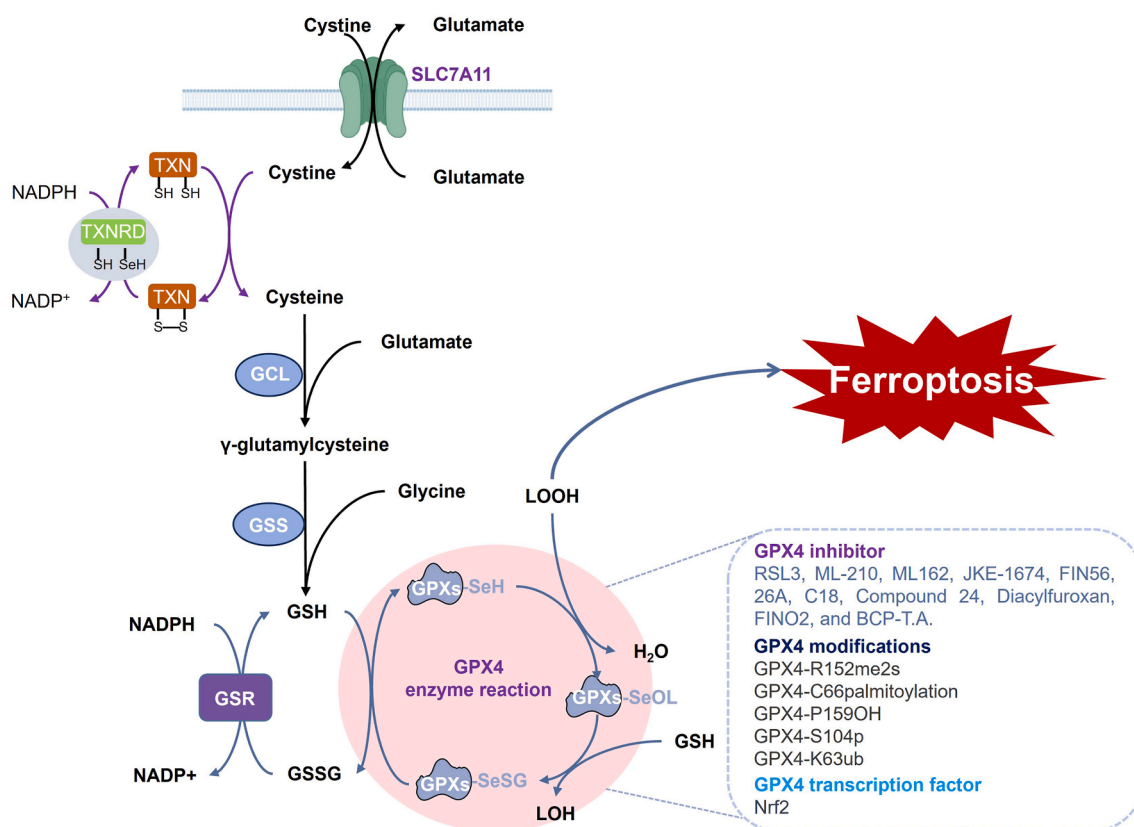 Cystine
Glutamate
SLC7A11
TXN
SH SH
NADPH
Cystine
Glutamate
TXNRD
SH SeH
NADP⁺
TXN
S—S
Cysteine
Glutamate
GCL
Ferroptosis
γ-glutamylcysteine
Glycine
LOOH
GSS
GPXs-SeH
GSH
NADPH
H₂O
GPX4
enzyme reaction
GSR
GPXs-SeOL
GSH
NADP+
GSSG
GPXs-SeSG
LOH
GPX4 inhibitor
RSL3, ML-210, ML162, JKE-1674, FIN56,
26A, C18, Compound 24, Diacylfuroxan,
FINO2, and BCP-T.A.
GPX4 modifications
GPX4-R152me2s
GPX4-C66palmitoylation
GPX4-P159OH
GPX4-S104p
GPX4-K63ub
GPX4 transcription factor
Nrf2